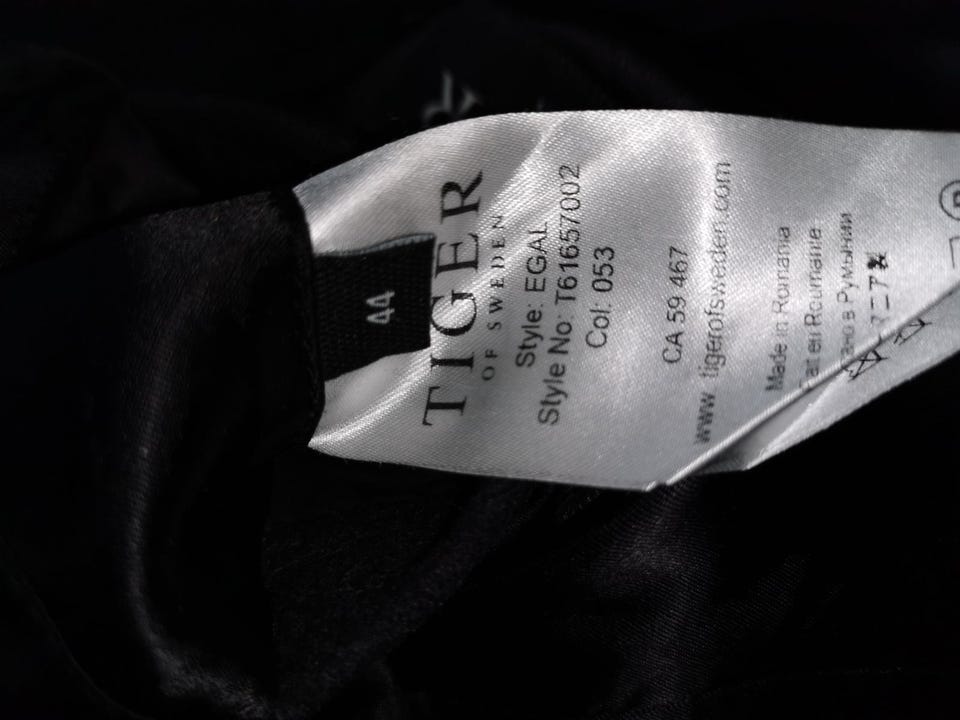 44
TIGER
OF SWEDEN
Style: EGAL
Style No: T61657002
Col: 053
CA 59 467
www.tigerofsweden.com
Made in Romania
en Roumanie
в Румынии